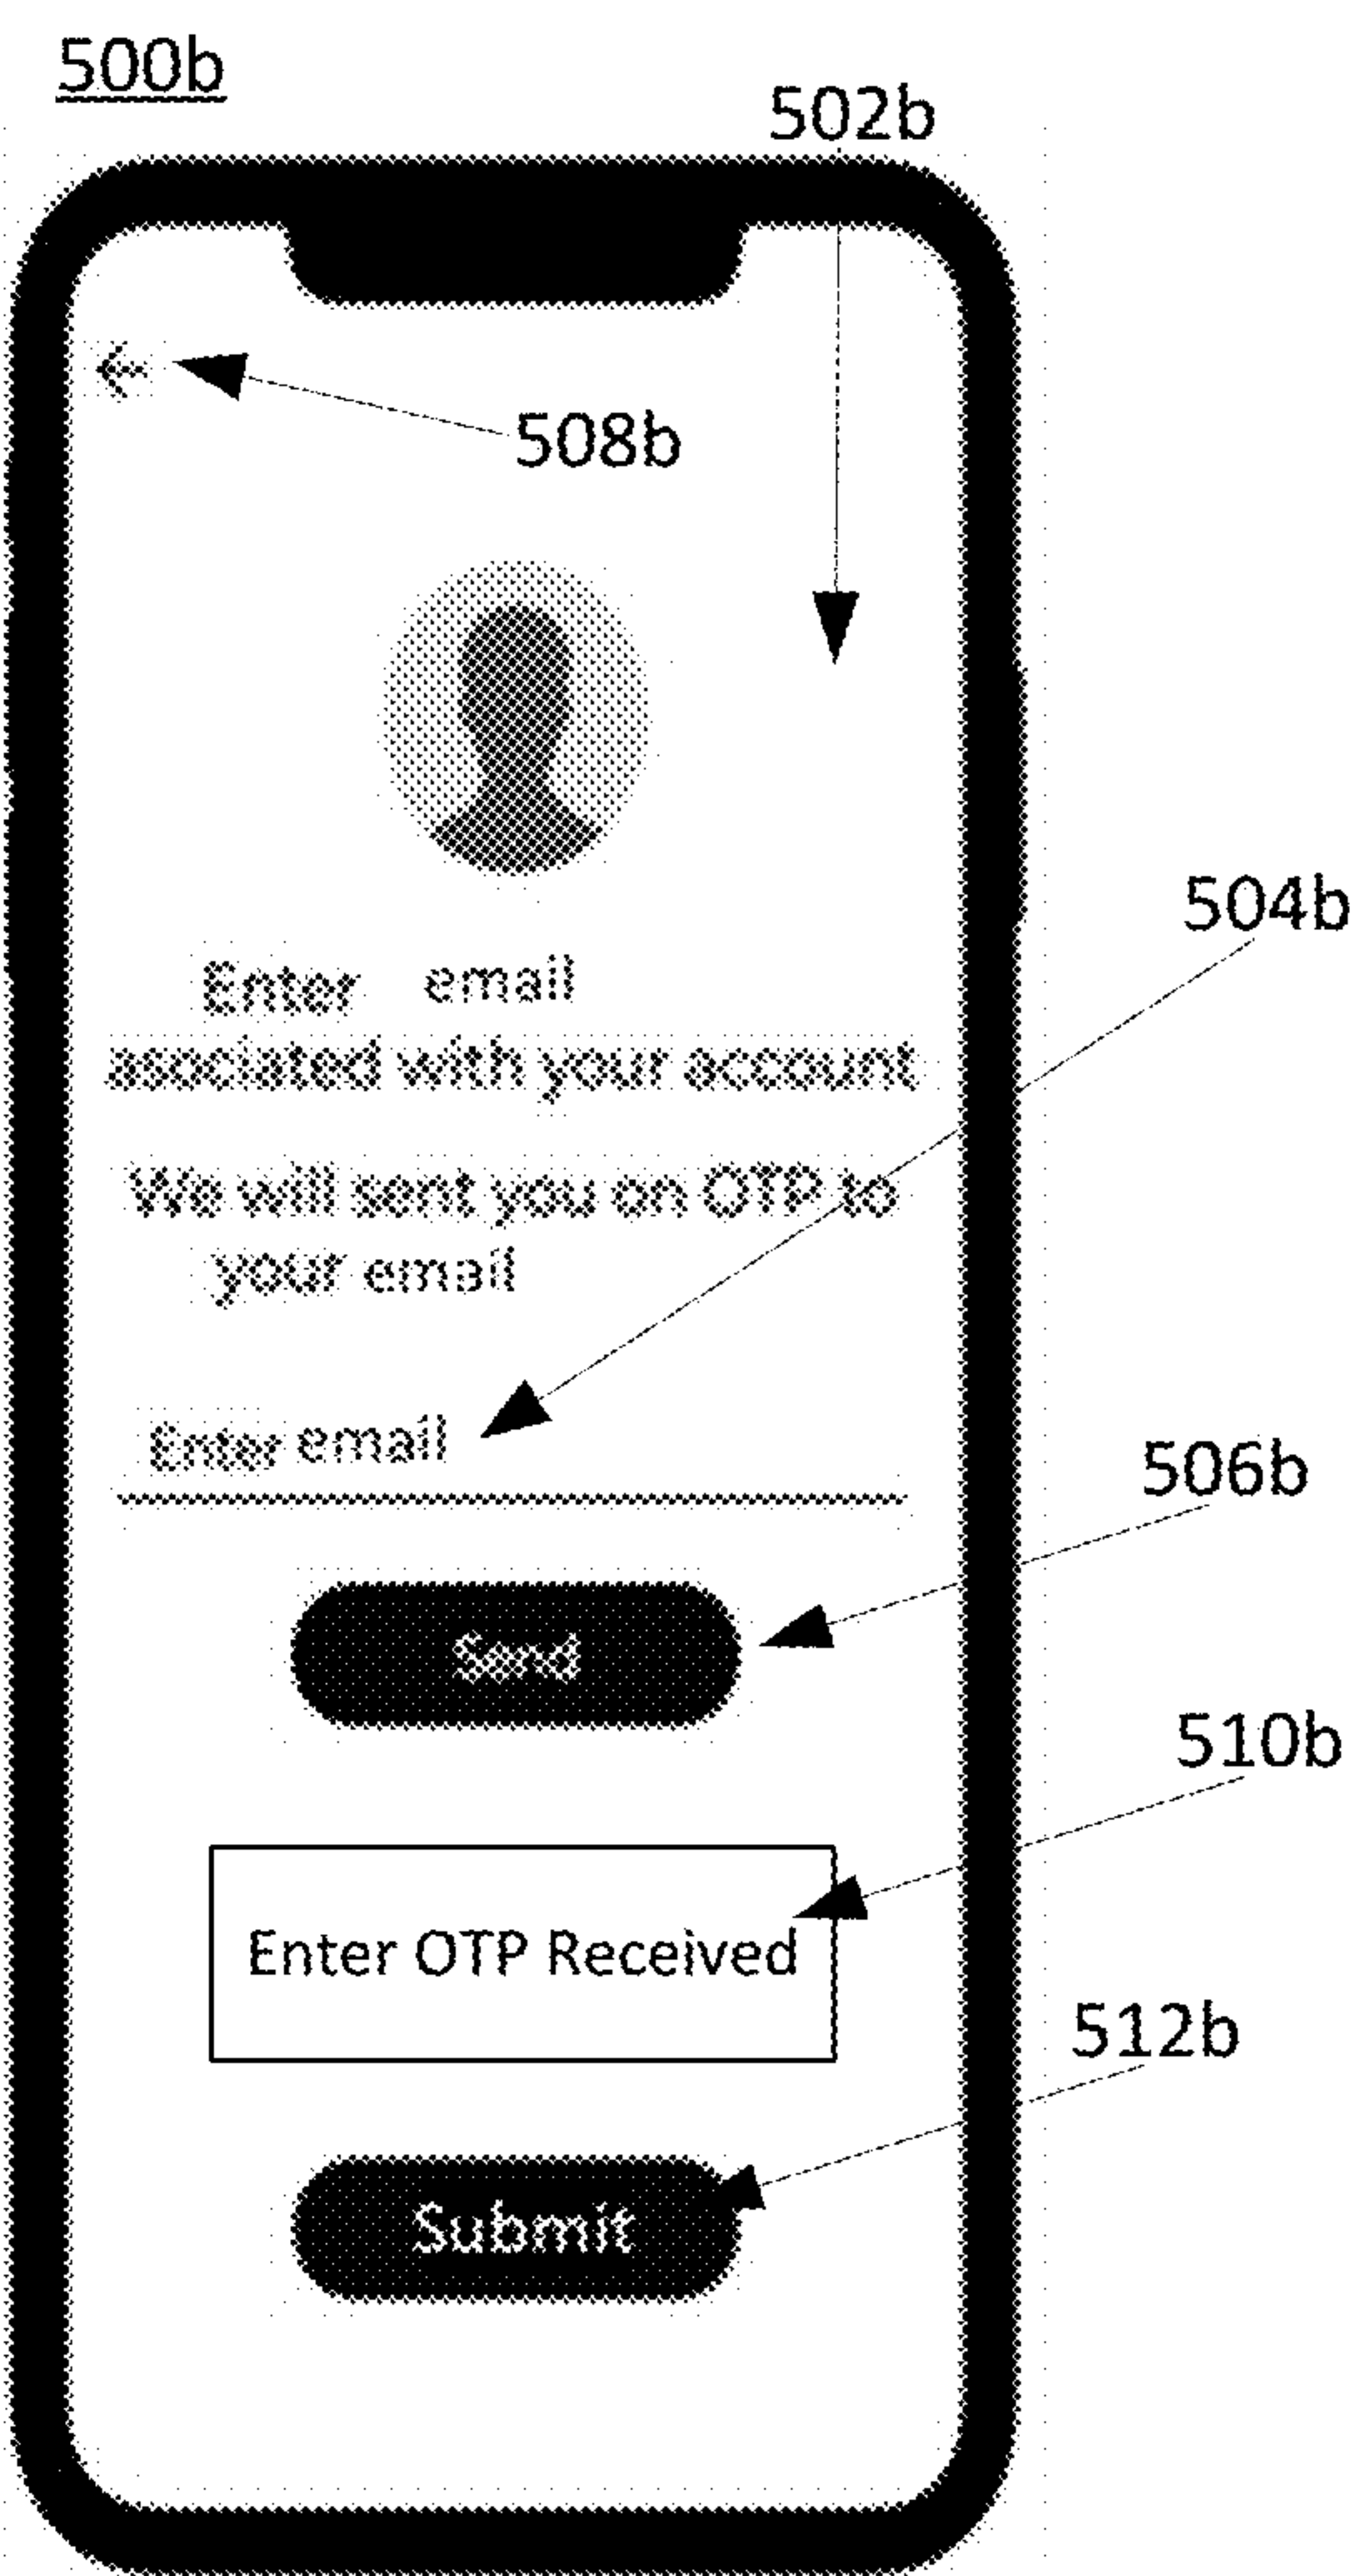 500b
502b
508b
Enter email
asociated with your account
504b
We will sent you on OTP to
your email
Enter email
506b
Send
510b
Enter OTP Received
512b
Submit